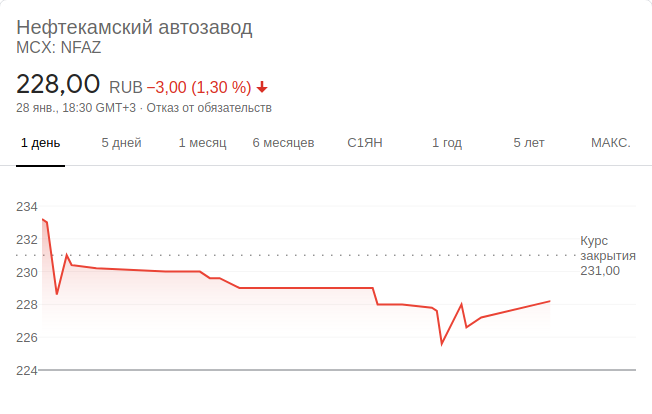 Нефтекамский автозавод
MCX: NFAZ
228,00 RUB −3,00 (1,30 %)
28 янв., 18:30 GMT+3 · Отказ от обязательств
1 день 5 дней 1 месяц 6 месяцев С1ЯН 1 год 5 лет МАКС.
234
232
230
228
226
224
Курс
закрытия
231,00